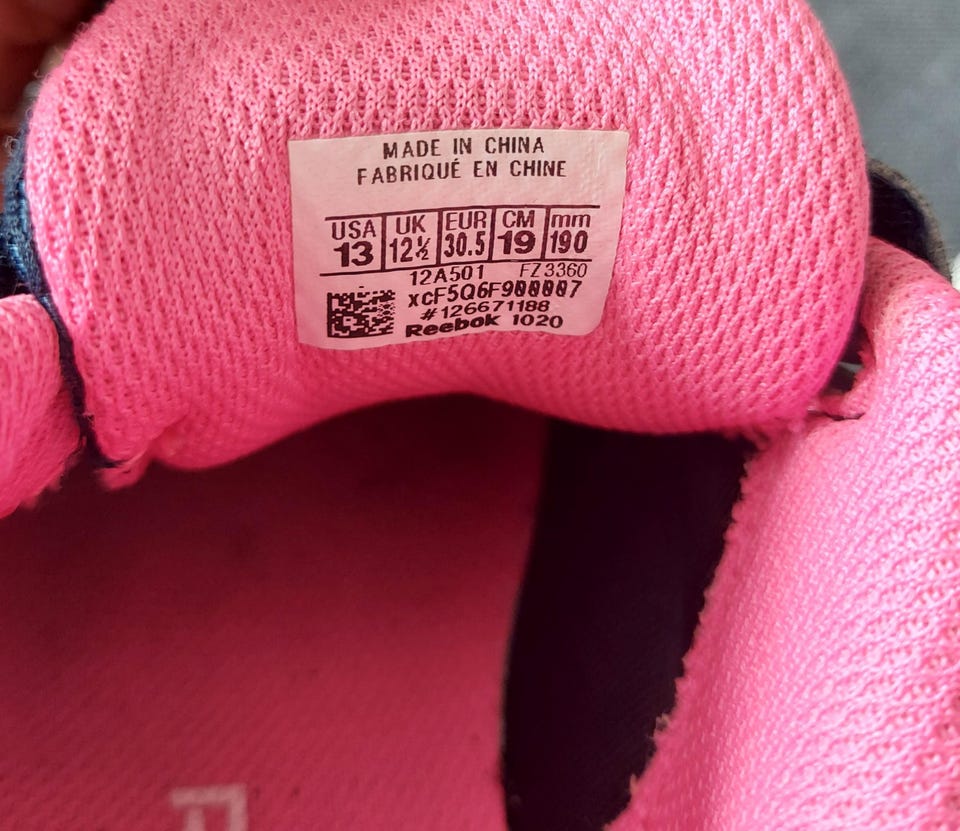 MADE IN CHINA
FABRIQUÉ EN CHINE
USA UK EUR CM mm
13 12½ 30.5 19 190
12A501 FZ3360
xcF5Q6F900007
#126671188
Reebok 1020